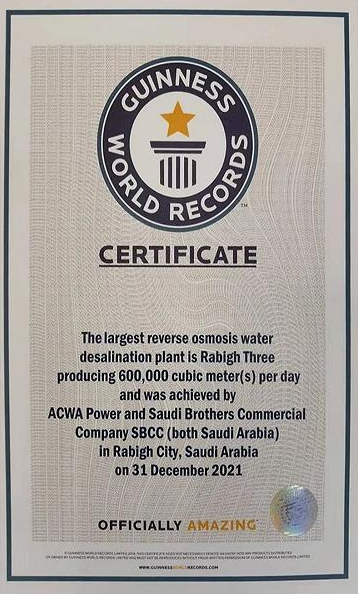 GUINNESS
WORLD RECORDS
TM
CERTIFICATE
The largest reverse osmosis water
desalination plant is Rabigh Three
producing 600,000 cubic meter(s) per day
and was achieved by
ACWA Power and Saudi Brothers Commercial
Company SBCC (both Saudi Arabia)
in Rabigh City, Saudi Arabia
on 31 December 2021
OFFICIALLY AMAZING
WWW.GUINNESSWORLDRECORDS.COM